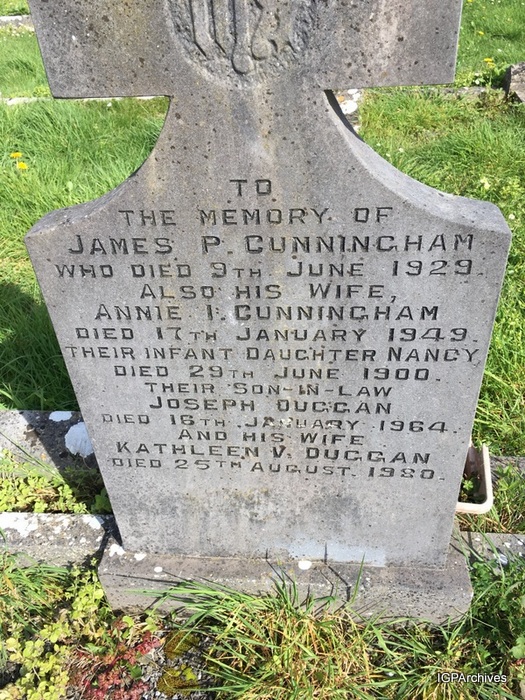 TO
THE MEMORY OF
JAMES P. CUNNINGHAM
WHO DIED 9TH JUNE 1929.
ALSO HIS WIFE,
ANNIE I. CUNNINGHAM
DIED 17TH JANUARY 1949.
THEIR INFANT DAUGHTER NANCY
DIED 29TH JUNE 1900.
THEIR SON-IN-LAW
JOSEPH DUGGAN
DIED 16TH JANUARY 1964.
AND HIS WIFE
KATHLEEN V. DUGGAN
DIED 25TH AUGUST 1980.
IGPArchives